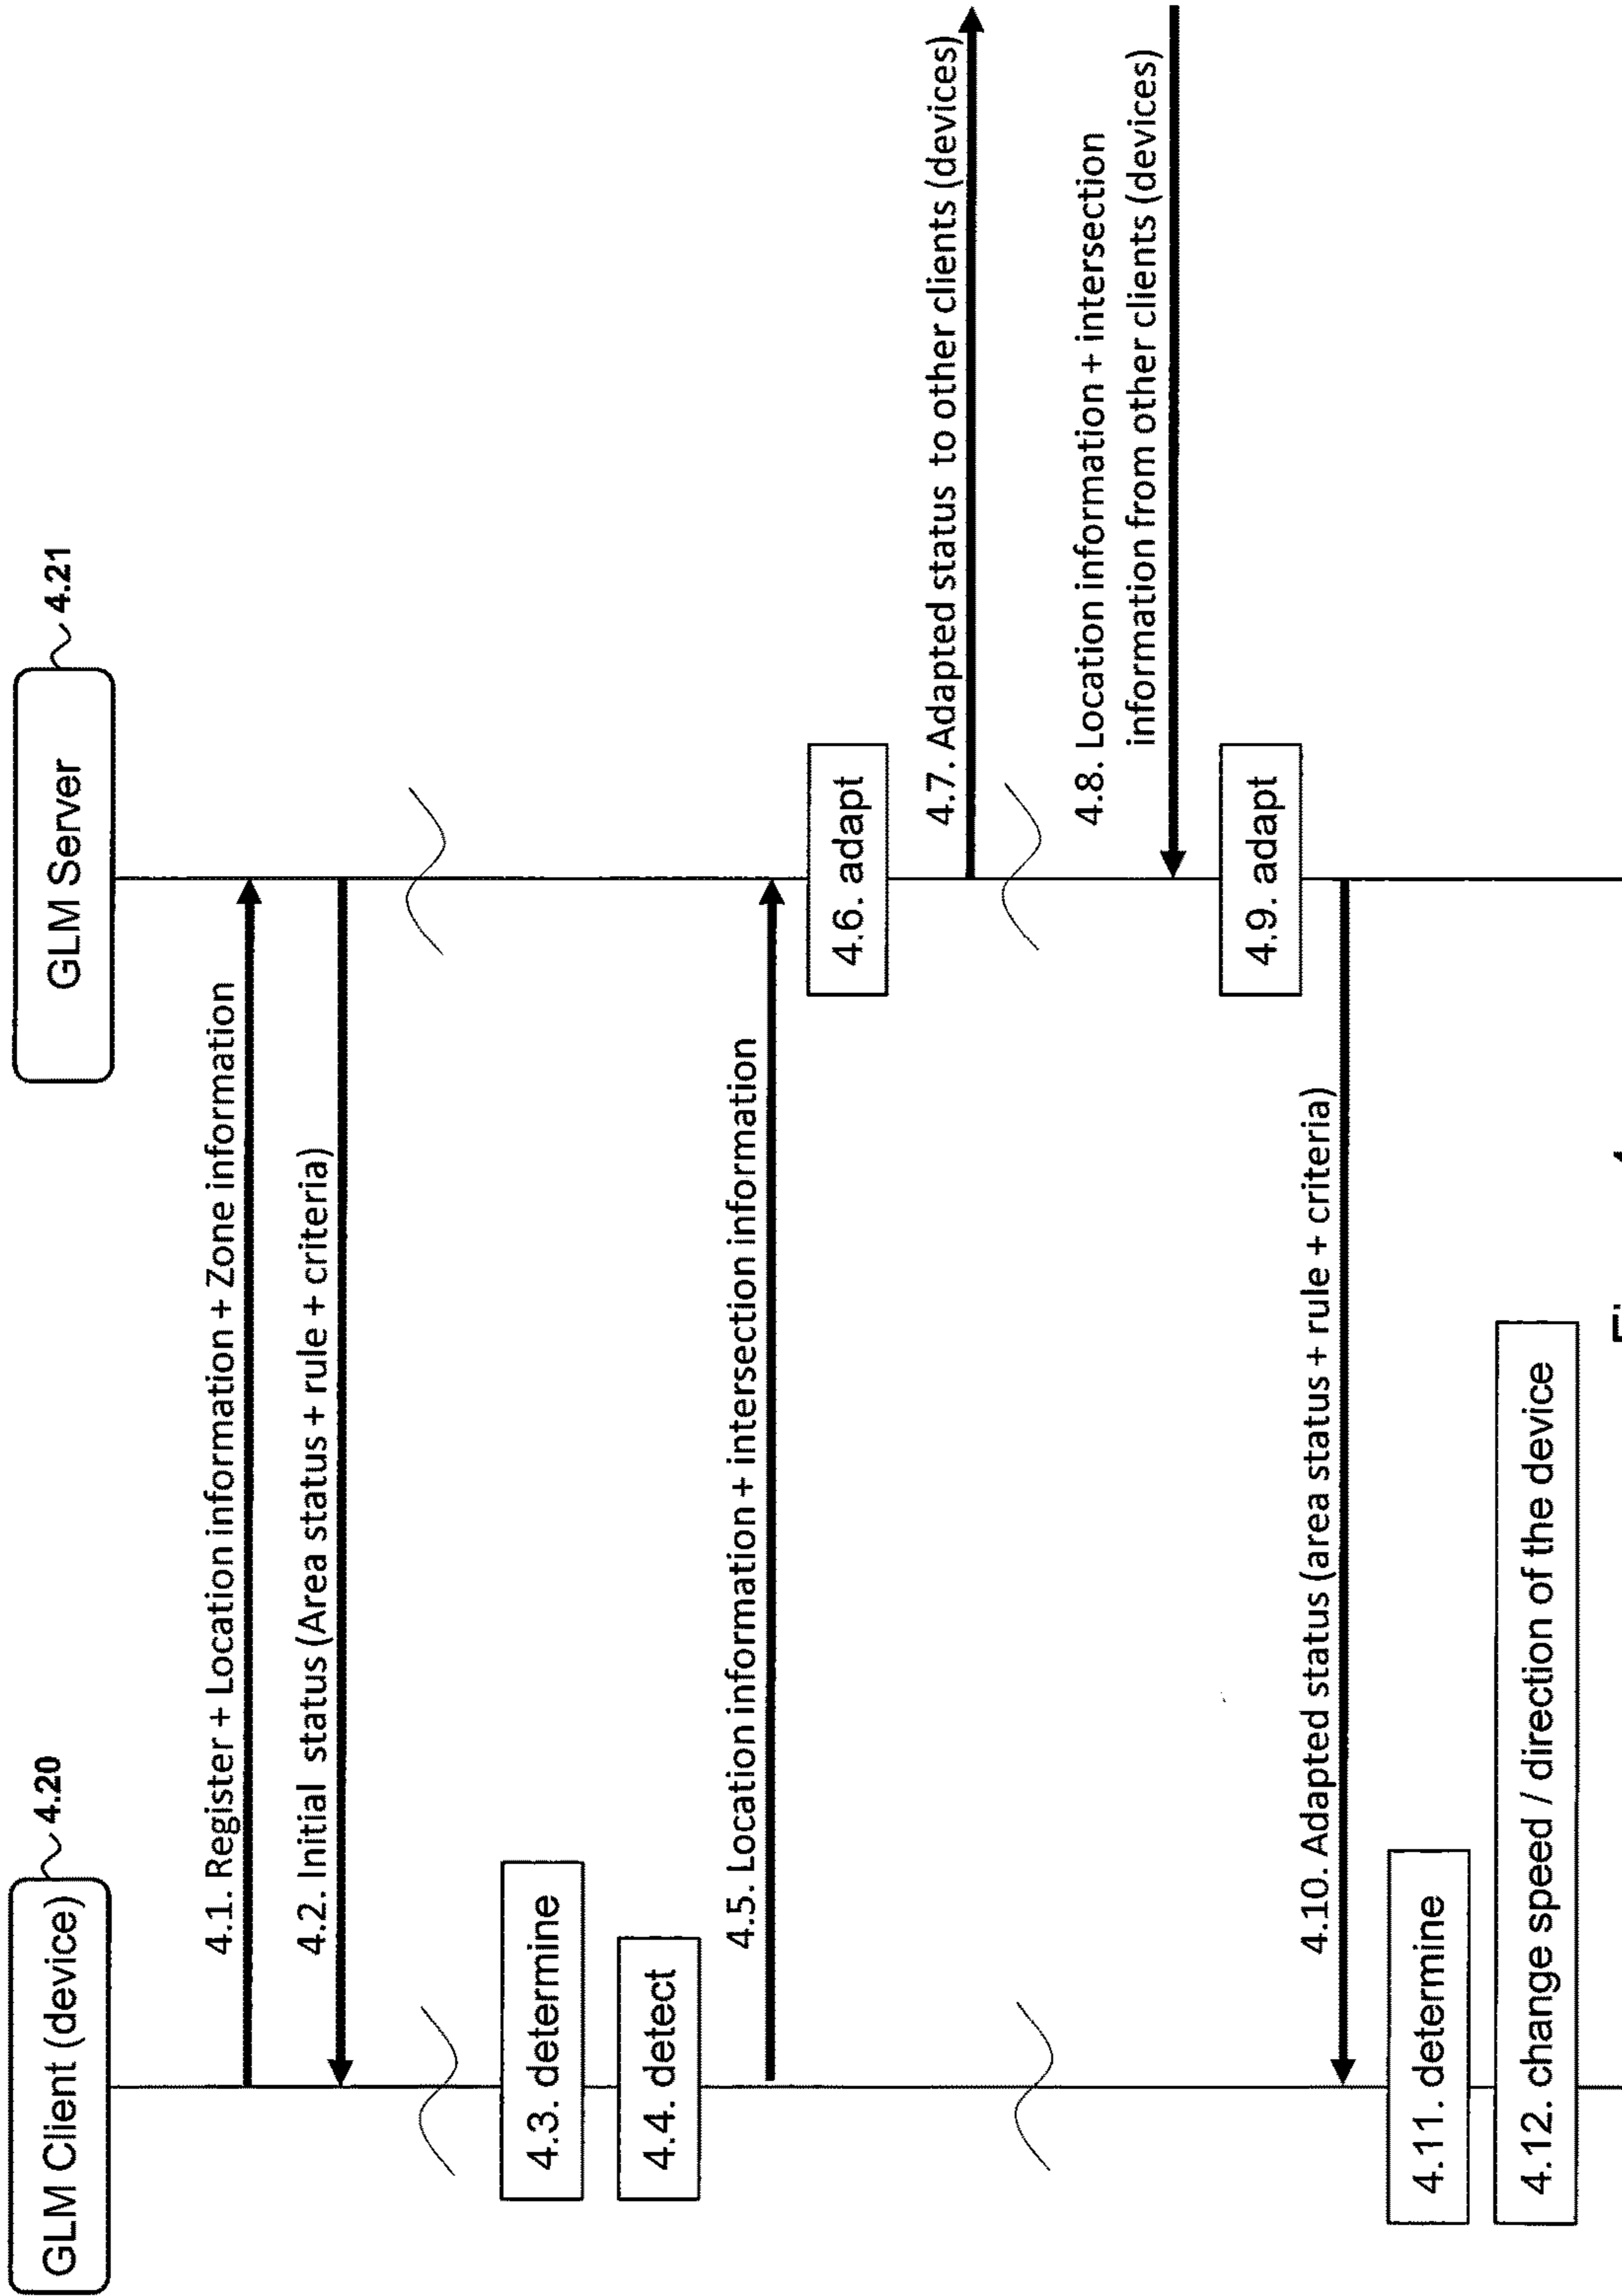 GLM Client (device)
4.20
GLM Server
4.21
4.1. Register + Location information + Zone information
4.2. Initial status (Area status + rule + criteria)
4.3. determine
4.4. detect
4.5. Location information + intersection information
4.6. adapt
4.7. Adapted status to other clients (devices)
4.8. Location information + intersection
information from other clients (devices)
4.9. adapt
4.10. Adapted status (area status + rule + criteria)
4.11. determine
4.12. change speed / direction of the device